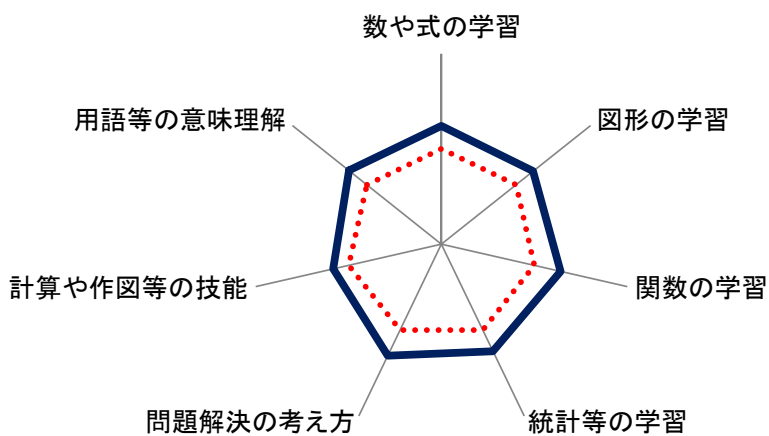 数や式の学習
図形の学習
関数の学習
統計等の学習
問題解決の考え方
計算や作図等の技能
用語等の意味理解